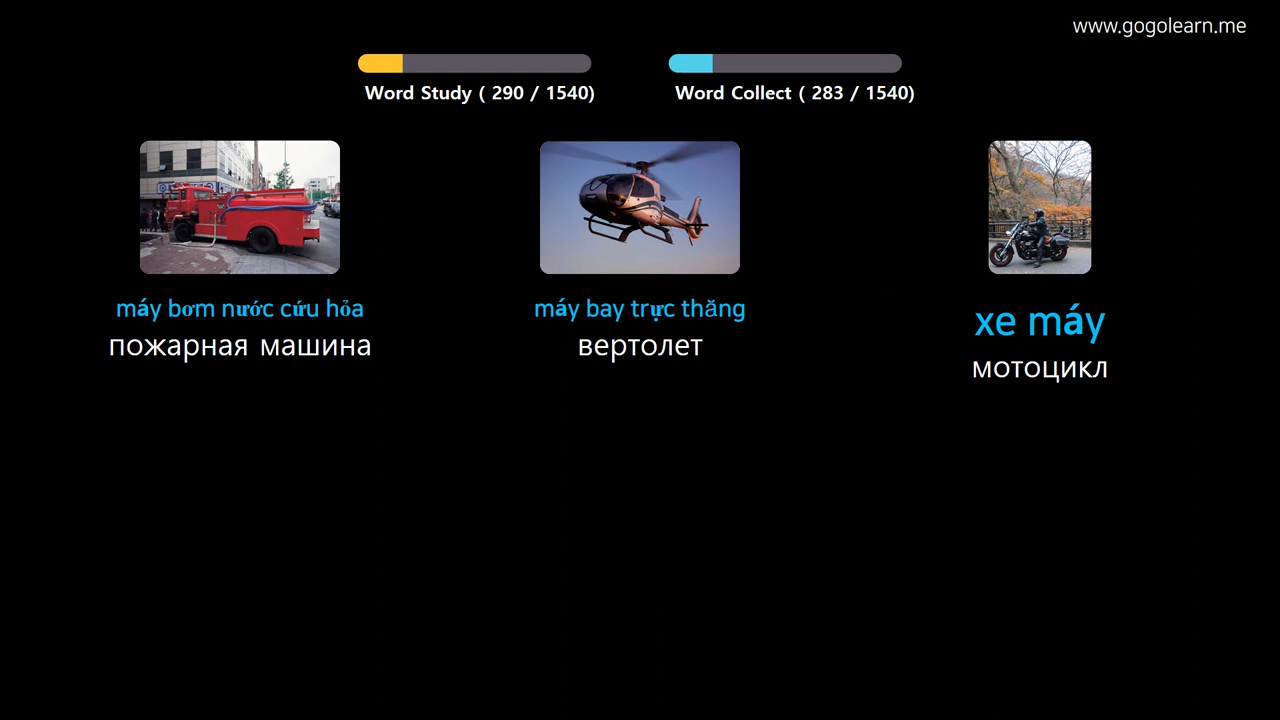 www.gogolearn.me
Word Study ( 290 / 1540)
Word Collect ( 283 / 1540)
máy bơm nước cứu hỏa
пожарная машина
máy bay trực thăng
вертолет
xe máy
мотоцикл